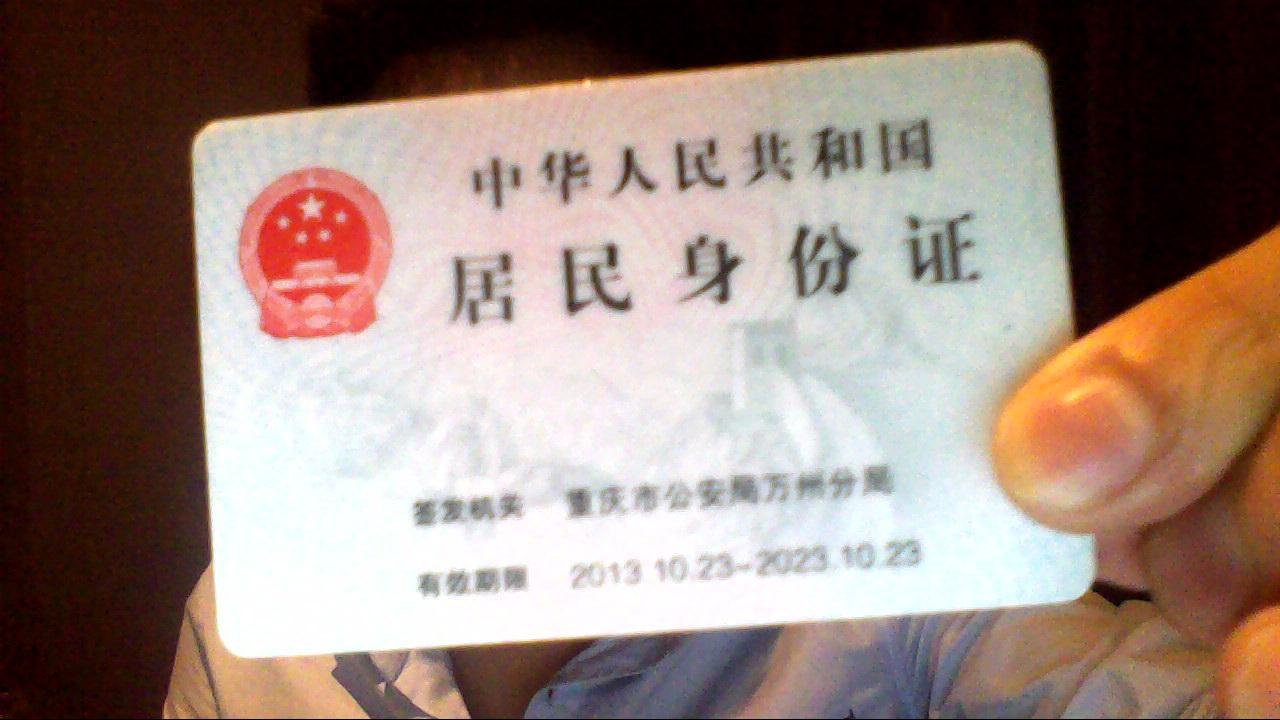 中华人民共和国
居民身份证
签发机关 重庆市公安局万州分局
有效期限 2013.10.23-2023.10.23